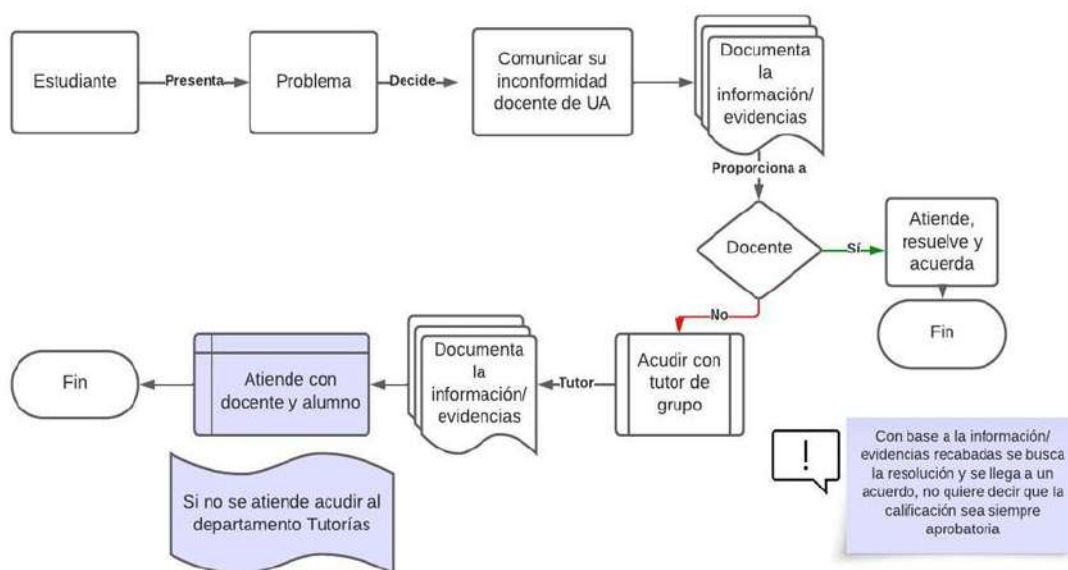 Estudiante
Presenta
Problema
Decide
Comunicar su
inconformidad
docente de UA
Documenta
la
información/
evidencias
Proporciona a
Docente
Sí
Atiende,
resuelve y
acuerda
Fin
No
Acudir con
tutor de
grupo
Tutor
Documenta
la
información/
evidencias
Atiende con
docente y alumno
Fin
Si no se atiende acudir al
departamento Tutorías
!
Con base a la información/
evidencias recabadas se busca
la resolución y se llega a un
acuerdo, no quiere decir que la
calificación sea siempre
aprobatoria